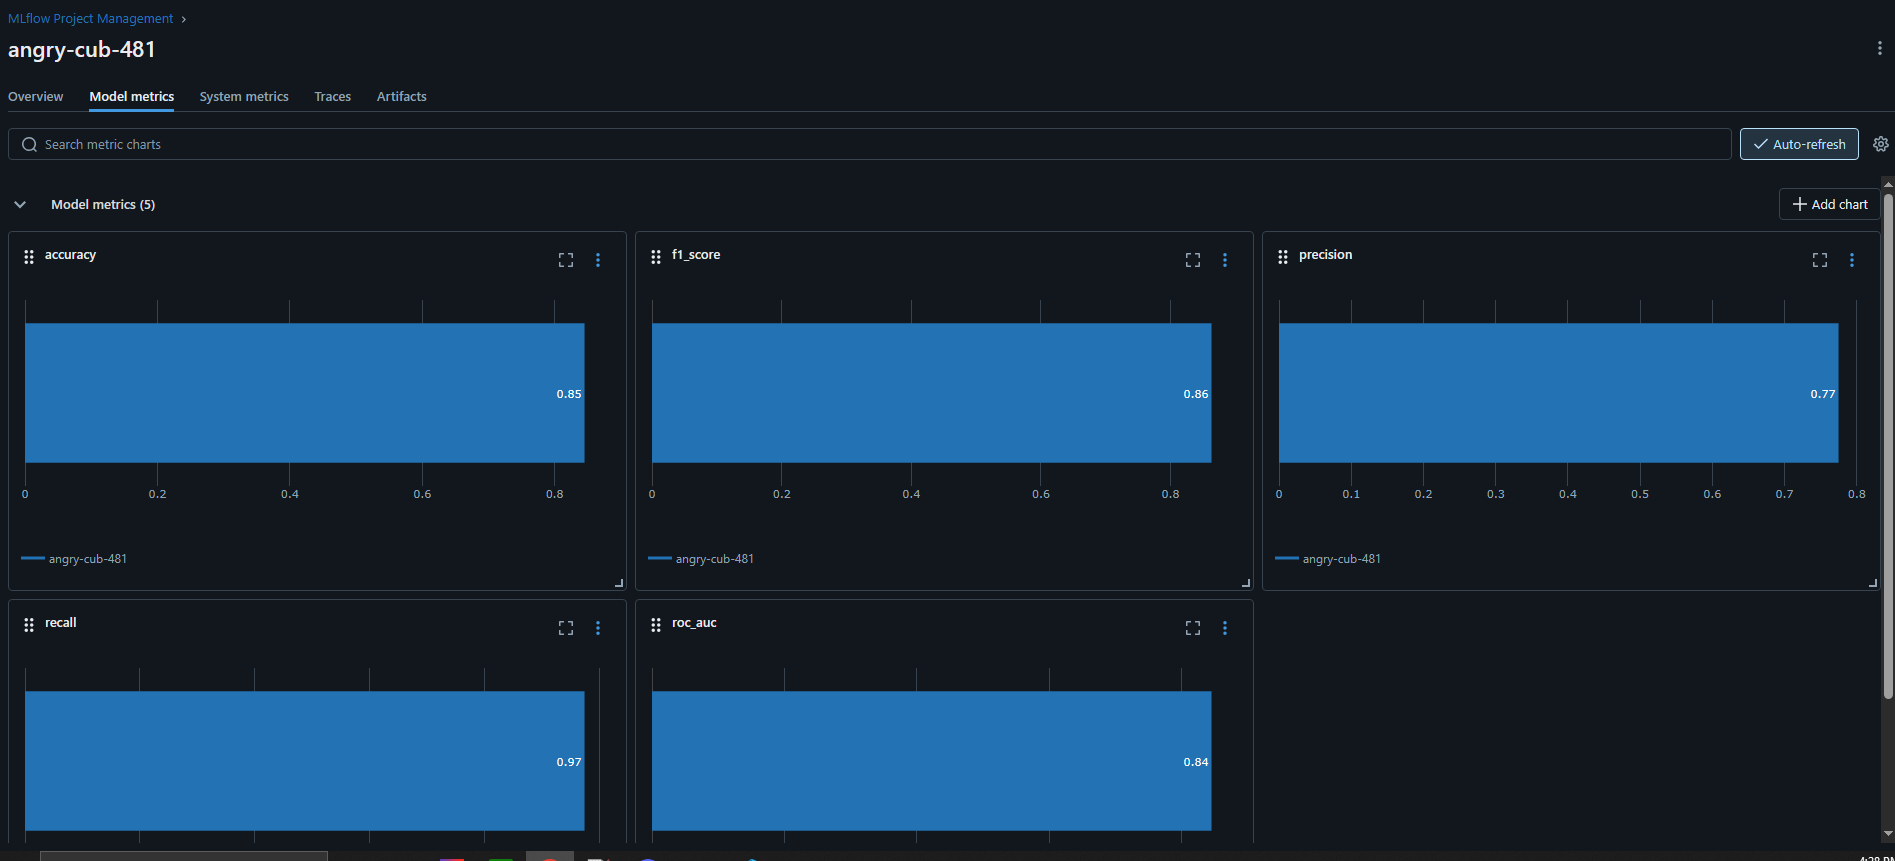 MLflow Project Management ›
angry-cub-481
Overview Model metrics System metrics Traces Artifacts
Search metric charts
Auto-refresh
Model metrics (5)
Add chart
accuracy
0.85
0 0.2 0.4 0.6 0.8
angry-cub-481
f1_score
0.86
0 0.2 0.4 0.6 0.8
angry-cub-481
precision
0.77
0 0.1 0.2 0.3 0.4 0.5 0.6 0.7 0.8
angry-cub-481
recall
0.97
roc_auc
0.84